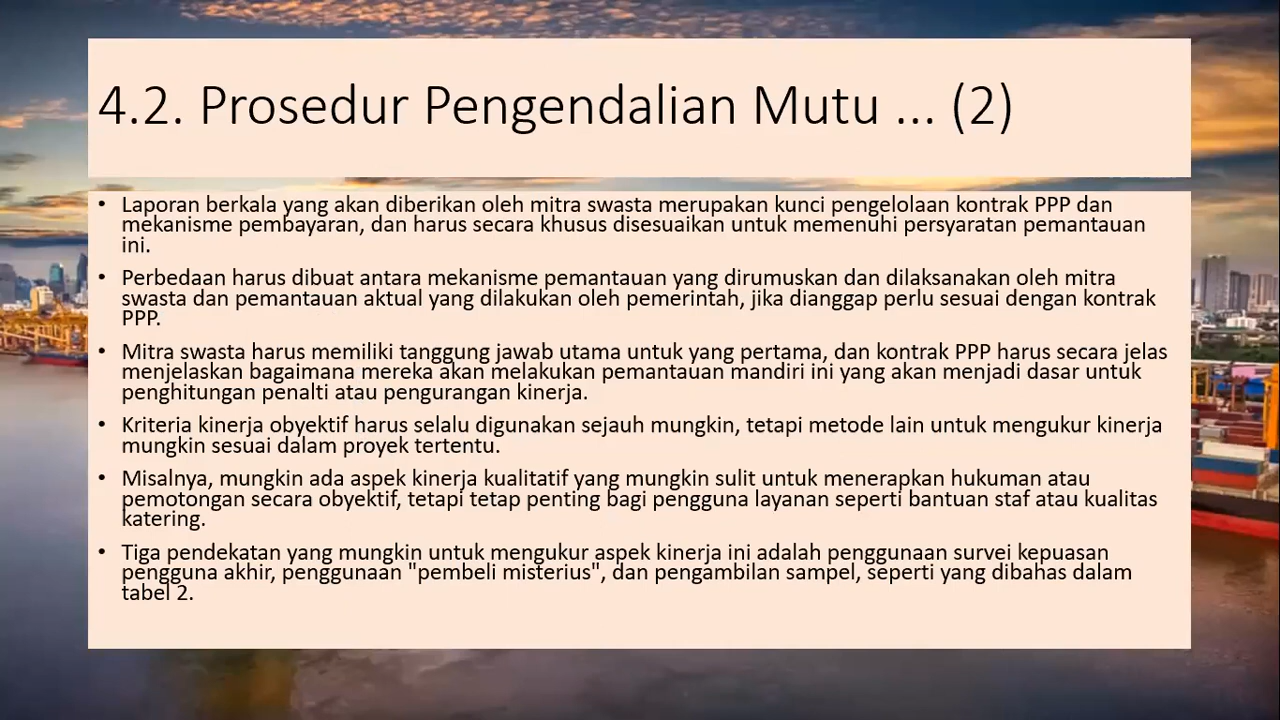 4.2. Prosedur Pengendalian Mutu ... (2)
• Laporan berkala yang akan diberikan oleh mitra swasta merupakan kunci pengelolaan kontrak PPP dan
mekanisme pembayaran, dan harus secara khusus disesuaikan untuk memenuhi persyaratan pemantauan
ini.
• Perbedaan harus dibuat antara mekanisme pemantauan yang dirumuskan dan dilaksanakan oleh mitra
swasta dan pemantauan aktual yang dilakukan oleh pemerintah, jika dianggap perlu sesuai dengan kontrak
PPP.
• Mitra swasta harus memiliki tanggung jawab utama untuk yang pertama, dan kontrak PPP harus secara jelas
menjelaskan bagaimana mereka akan melakukan pemantauan mandiri ini yang akan menjadi dasar untuk
penghitungan penalti atau pengurangan kinerja.
• Kriteria kinerja obyektif harus selalu digunakan sejauh mungkin, tetapi metode lain untuk mengukur kinerja
mungkin sesuai dalam proyek tertentu.
• Misalnya, mungkin ada aspek kinerja kualitatif yang mungkin sulit untuk menerapkan hukuman atau
pemotongan secara obyektif, tetapi tetap penting bagi pengguna layanan seperti bantuan staf atau kualitas
katering.
• Tiga pendekatan yang mungkin untuk mengukur aspek kinerja ini adalah penggunaan survei kepuasan
pengguna akhir, penggunaan "pembeli misterius", dan pengambilan sampel, seperti yang dibahas dalam
tabel 2.